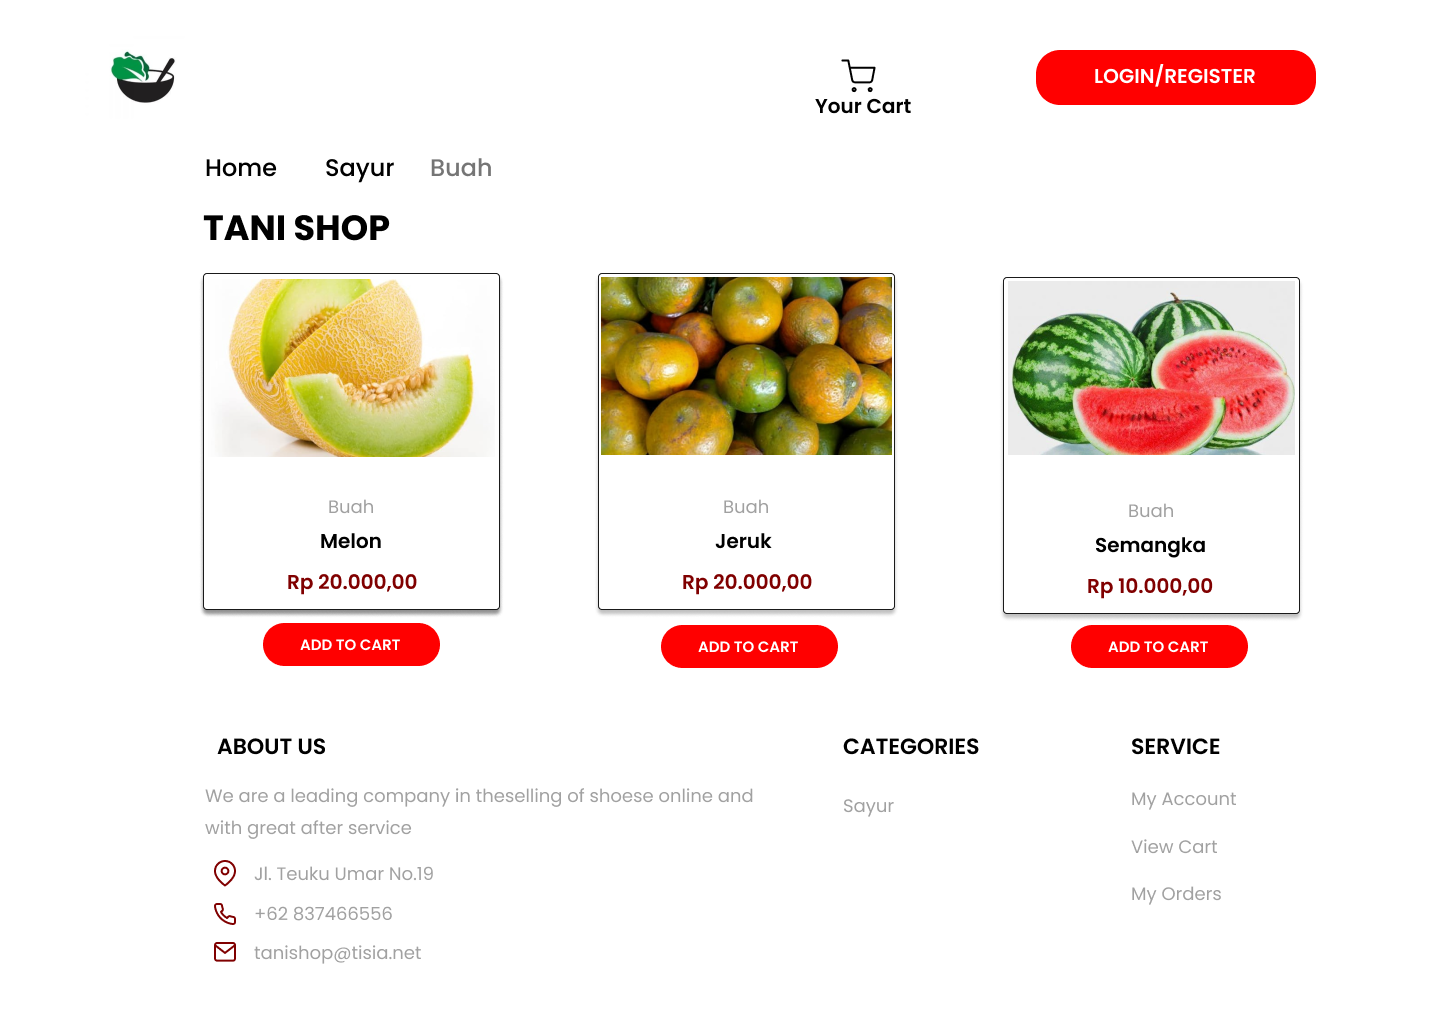 Your Cart
LOGIN/REGISTER
Home
Sayur
Buah
TANI SHOP
Buah
Melon
Rp 20.000,00
ADD TO CART
Buah
Jeruk
Rp 20.000,00
ADD TO CART
Buah
Semangka
Rp 10.000,00
ADD TO CART
ABOUT US
We are a leading company in theselling of shoese online and
with great after service
Jl. Teuku Umar No.19
+62 837466556
tanishop@tisia.net
CATEGORIES
Sayur
SERVICE
My Account
View Cart
My Orders